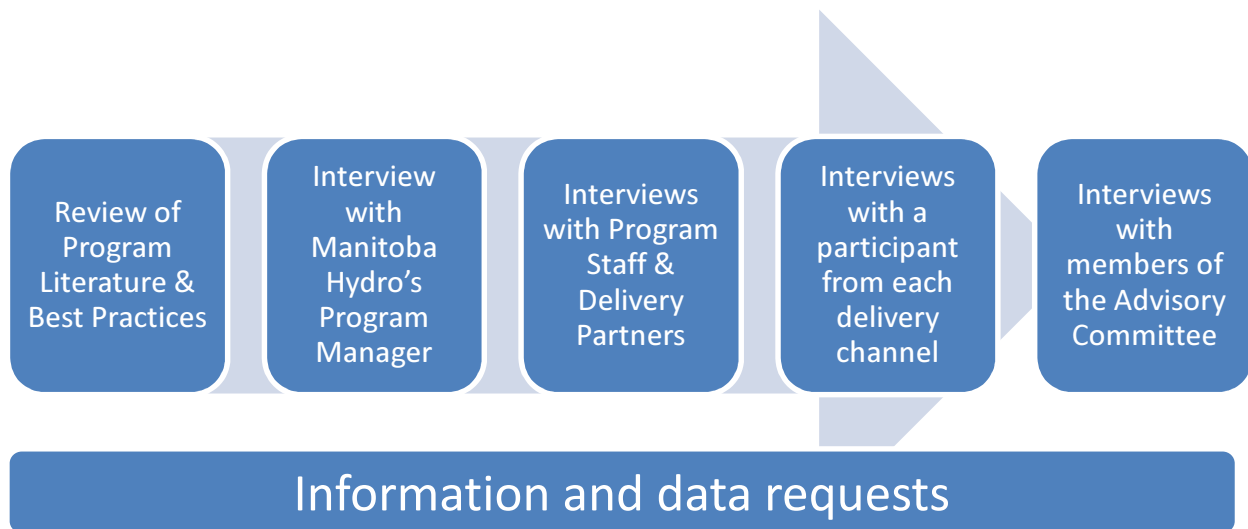 Review of
Program
Literature &
Best Practices
Interview
with
Manitoba
Hydro’s
Program
Manager
Interviews
with Program
Staff &
Delivery
Partners
Interviews
with a
participant
from each
delivery
channel
Interviews
with
members of
the Advisory
Committee
Information and data requests